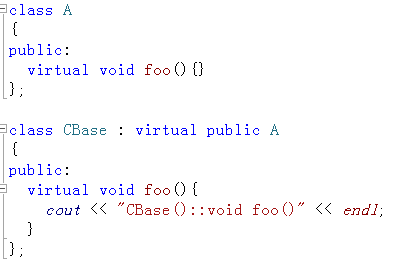 class A
{
public:
  virtual void foo(){}
};

class CBase : virtual public A
{
public:
  virtual void foo(){
    cout << "CBase()::void foo()" << endl;
  }
};